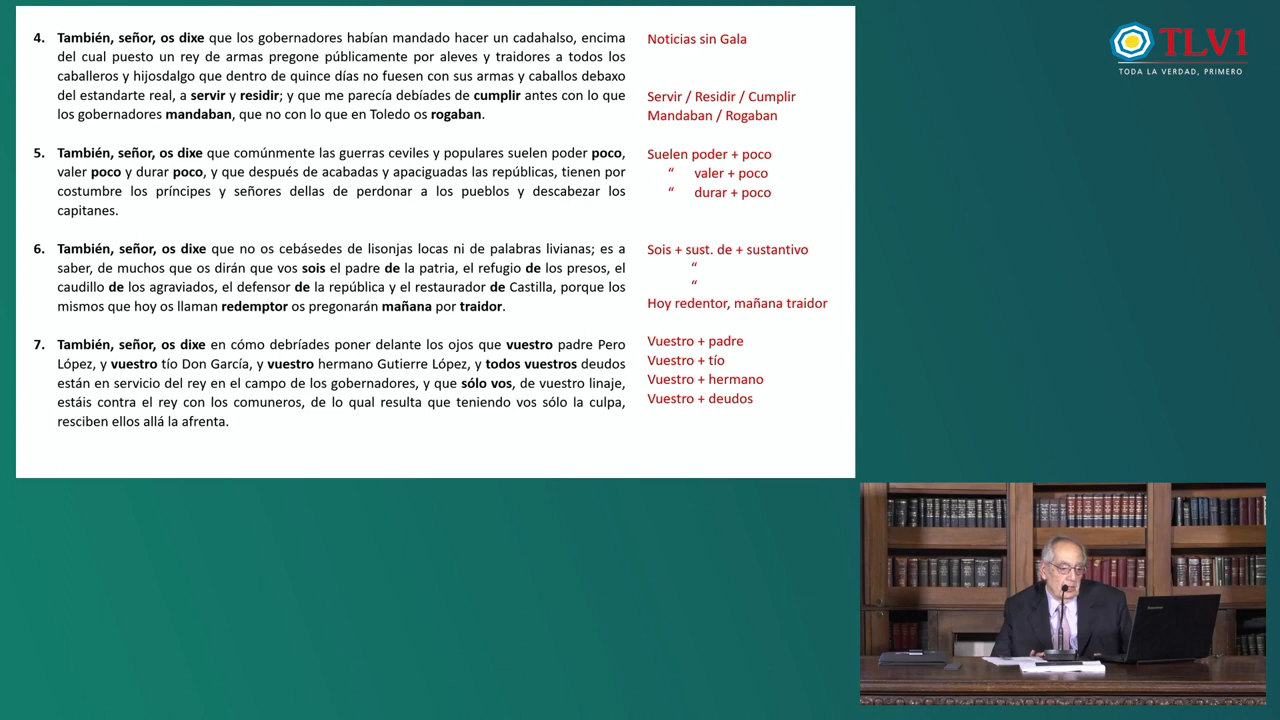 4. También, señor, os dixe que los gobernadores habían mandado hacer un cadahalso, encima
del cual puesto un rey de armas pregone públicamente por aleves y traidores a todos los
caballeros y hijosdalgo que dentro de quince días no fuesen con sus armas y caballos debaxo
del estandarte real, a servir y residir; y que me parecía debíades de cumplir antes con lo que
los gobernadores mandaban, que no con lo que en Toledo os rogaban.
Noticias sin Gala
Servir / Residir / Cumplir
Mandaban / Rogaban
5. También, señor, os dixe que comúnmente las guerras ceviles y populares suelen poder poco,
valer poco y durar poco, y que después de acabadas y apaciguadas las repúblicas, tienen por
costumbre los príncipes y señores dellas de perdonar a los pueblos y descabezar los
capitanes.
Suelen poder + poco
“ valer + poco
“ durar + poco
6. También, señor, os dixe que no os cebásedes de lisonjas locas ni de palabras livianas; es a
saber, de muchos que os dirán que vos sois el padre de la patria, el refugio de los presos, el
caudillo de los agraviados, el defensor de la república y el restaurador de Castilla, porque los
mismos que hoy os llaman redemptor os pregonarán mañana por traidor.
Sois + sust. de + sustantivo
“
“
Hoy redentor, mañana traidor
7. También, señor, os dixe en cómo debríades poner delante los ojos que vuestro padre Pero
López, y vuestro tío Don García, y vuestro hermano Gutierre López, y todos vuestros deudos
están en servicio del rey en el campo de los gobernadores, y que sólo vos, de vuestro linaje,
estáis contra el rey con los comuneros, de lo qual resulta que teniendo vos sólo la culpa,
resciben ellos allá la afrenta.
Vuestro + padre
Vuestro + tío
Vuestro + hermano
Vuestro + deudos
TLV1
TODA LA VERDAD, PRIMERO